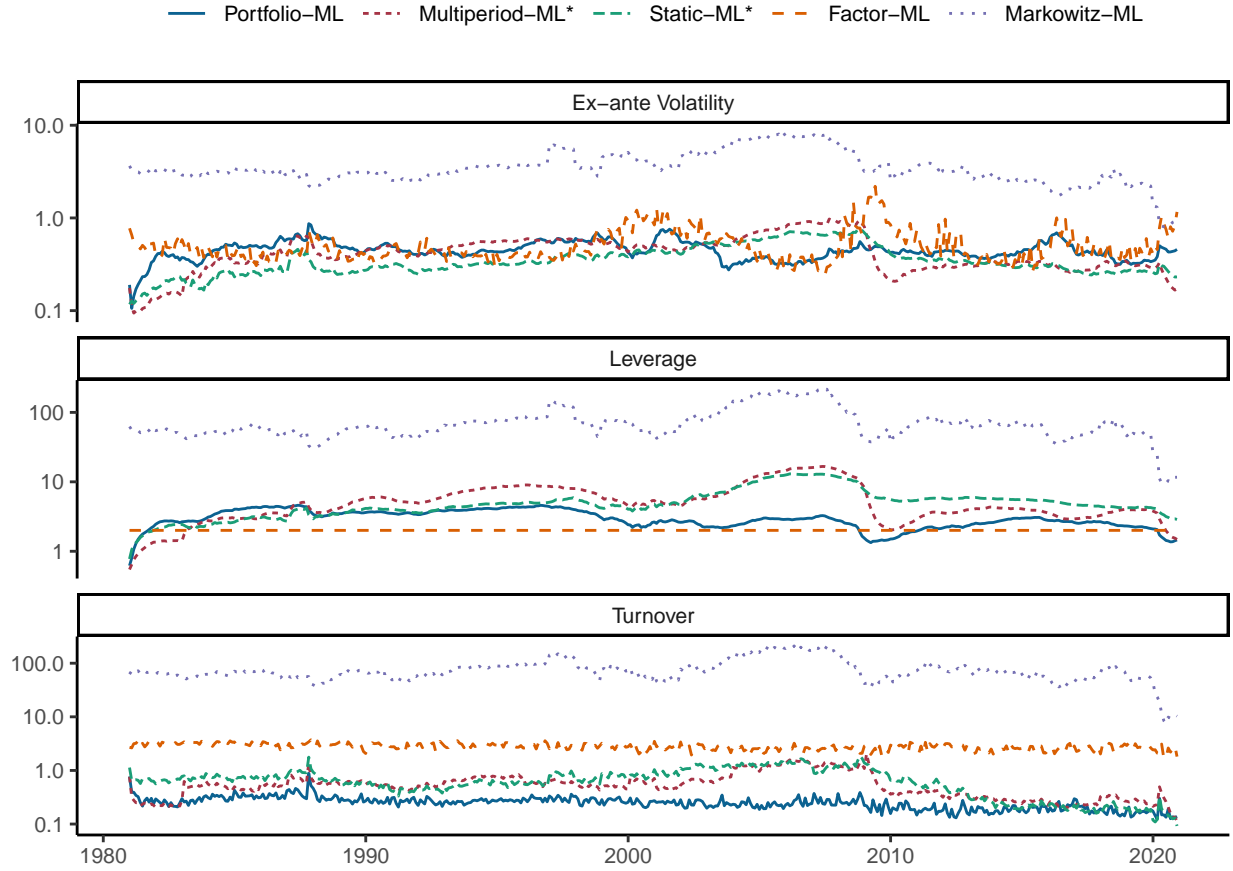 Portfolio−ML Multiperiod−ML* Static−ML* Factor−ML Markowitz−ML
Ex−ante Volatility
10.0
1.0
0.1
Leverage
100
10
1
Turnover
100.0
10.0
1.0
0.1
1980 1990 2000 2010 2020